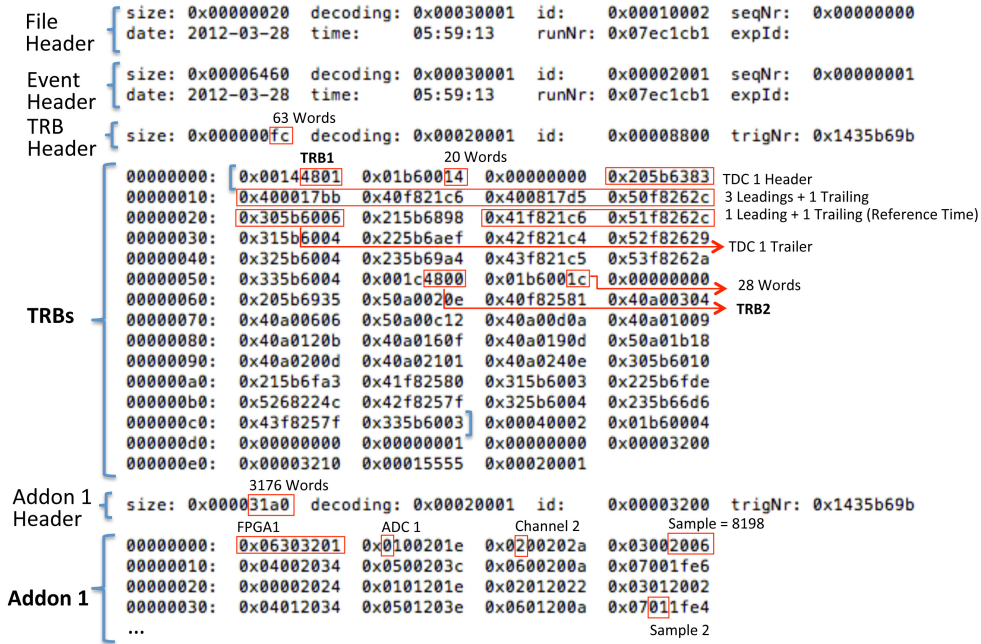 File Header
size: 0x00000020 decoding: 0x00030001 id: 0x00010002 seqNr: 0x00000000
date: 2012-03-28 time: 05:59:13 runNr: 0x07ec1cb1 expId:
Event Header
size: 0x00006460 decoding: 0x00030001 id: 0x00002001 seqNr: 0x00000001
date: 2012-03-28 time: 05:59:13 runNr: 0x07ec1cb1 expId:
63 Words
TRB Header
size: 0x000000fc decoding: 0x00020001 id: 0x00008800 trigNr: 0x1435b69b
TRB1 20 Words
00000000: 0x00144801 0x01b60014 0x00000000 0x205b6383 TDC 1 Header
00000010: 0x400017bb 0x40f821c6 0x400817d5 0x50f8262c 3 Leadings + 1 Trailing
00000020: 0x305b6006 0x215b6898 0x41f821c6 0x51f8262c 1 Leading + 1 Trailing (Reference Time)
00000030: 0x315b6004 0x225b6aef 0x42f821c4 0x52f82629
TDC 1 Trailer
00000040: 0x325b6004 0x235b69a4 0x43f821c5 0x53f8262a
00000050: 0x335b6004 0x001c4800 0x01b6001c 0x00000000
28 Words
00000060: 0x205b6935 0x50a0020e 0x40f82581 0x40a00304
TRB2
TRBs
00000070: 0x40a00606 0x50a00c12 0x40a00d0a 0x40a01009
00000080: 0x40a0120b 0x40a0160f 0x40a0190d 0x50a01b18
00000090: 0x40a0200d 0x40a02101 0x40a0240e 0x305b6010
000000a0: 0x215b6fa3 0x41f82580 0x315b6003 0x225b6fde
000000b0: 0x5268224c 0x42f8257f 0x325b6004 0x235b66d6
000000c0: 0x43f8257f 0x335b6003 0x00040002 0x01b60004
000000d0: 0x00000000 0x00000001 0x00000000 0x00003200
000000e0: 0x00003210 0x00015555 0x00020001
3176 Words
Addon 1 Header
size: 0x000031a0 decoding: 0x00020001 id: 0x00003200 trigNr: 0x1435b69b
FPGA1 ADC 1 Channel 2 Sample = 8198
00000000: 0x06303201 0x0100201e 0x0200202a 0x03002006
00000010: 0x04002034 0x0500203c 0x0600200a 0x07001fe6
Addon 1
00000020: 0x00002024 0x0101201e 0x02012022 0x03012002
00000030: 0x04012034 0x0501203e 0x0601200a 0x07011fe4
...
Sample 2